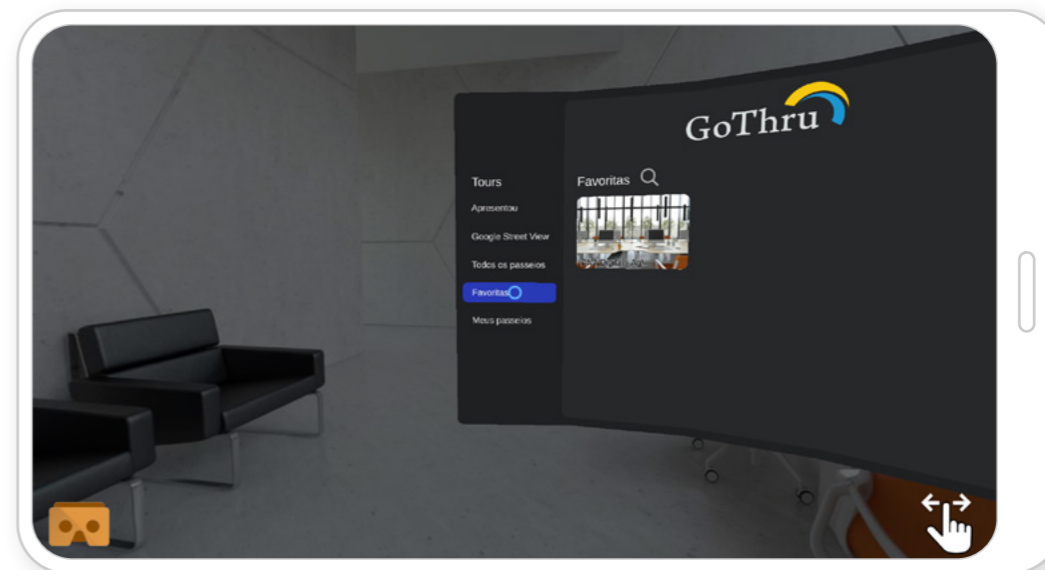 GoThru
Tours
Apresentou
Google Street View
Todos os passeios
Favoritas
Meus passeios
Favoritas